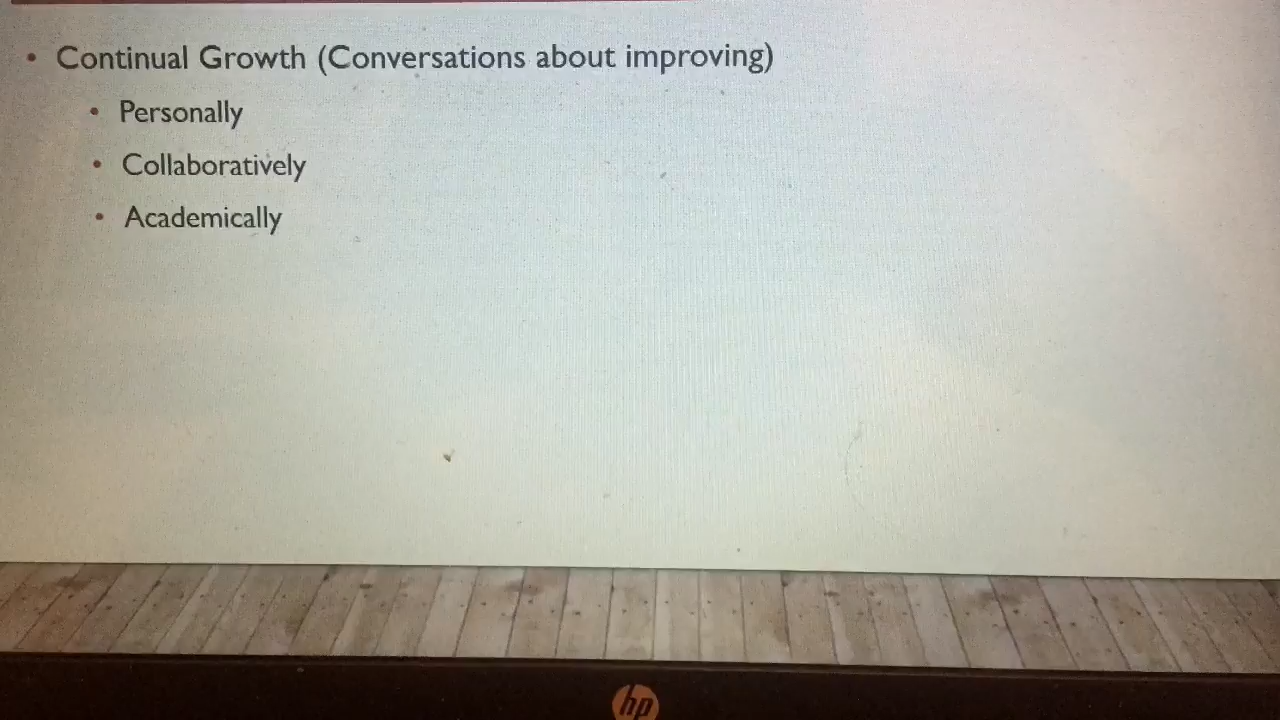 • Continual Growth (Conversations about improving)
• Personally
• Collaboratively
• Academically
hp